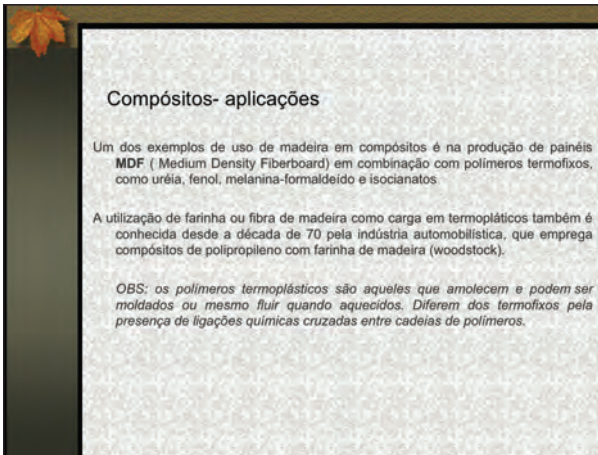 Compósitos- aplicações
Um dos exemplos de uso de madeira em compósitos é na produção de painéis
MDF ( Medium Density Fiberboard) em combinação com polímeros termofixos,
como uréia, fenol, melanina-formaldeído e isocianatos
A utilização de farinha ou fibra de madeira como carga em termopláticos também é
conhecida desde a década de 70 pela indústria automobilística, que emprega
compósitos de polipropileno com farinha de madeira (woodstock).
OBS: os polímeros termoplásticos são aqueles que amolecem e podem ser
moldados ou mesmo fluir quando aquecidos. Diferem dos termofixos pela
presença de ligações químicas cruzadas entre cadeias de polímeros.